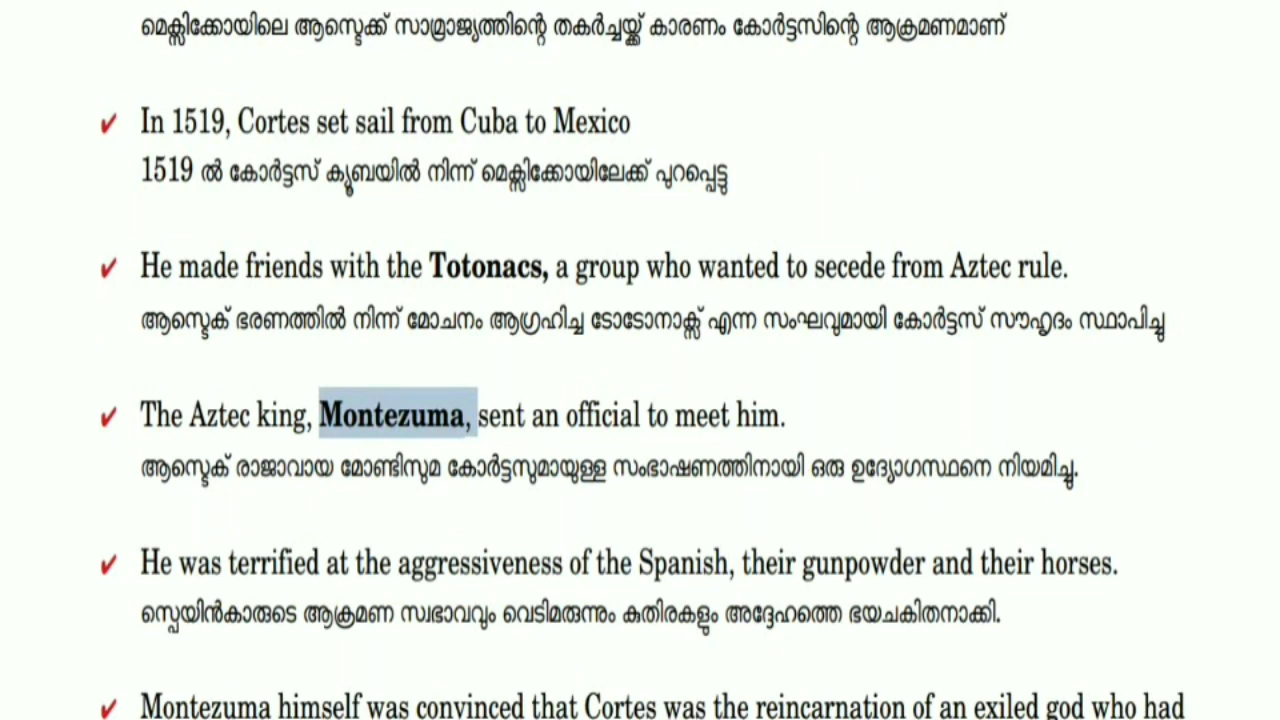 മെക്സിക്കോയിലെ ആസ്ടെക്ക് സാമ്രാജ്യത്തിന്റെ തകർച്ചയ്ക്ക് കാരണം കോർട്ടസിന്റെ ആക്രമണമാണ്
✓ In 1519, Cortes set sail from Cuba to Mexico
1519 ൽ കോർട്ടസ് ക്യൂബയിൽ നിന്ന് മെക്സിക്കോയിലേക്ക് പുറപ്പെട്ടു
✓ He made friends with the Totonacs, a group who wanted to secede from Aztec rule.
ആസ്ടെക് ഭരണത്തിൽ നിന്ന് മോചനം ആഗ്രഹിച്ച ടോടോനാക്സ് എന്ന സംഘവുമായി കോർട്ടസ് സൗഹൃദം സ്ഥാപിച്ചു
✓ The Aztec king, Montezuma, sent an official to meet him.
ആസ്ടെക് രാജാവായ മോണ്ടിസുമ കോർട്ടസുമായുള്ള സംഭാഷണത്തിനായി ഒരു ഉദ്യോഗസ്ഥനെ നിയമിച്ചു.
✓ He was terrified at the aggressiveness of the Spanish, their gunpowder and their horses.
സ്പെയിൻകാരുടെ ആക്രമണ സ്വഭാവവും വെടിമരുന്നും കുതിരകളും അദ്ദേഹത്തെ ഭയചകിതനാക്കി.
✓ Montezuma himself was convinced that Cortes was the reincarnation of an exiled god who had